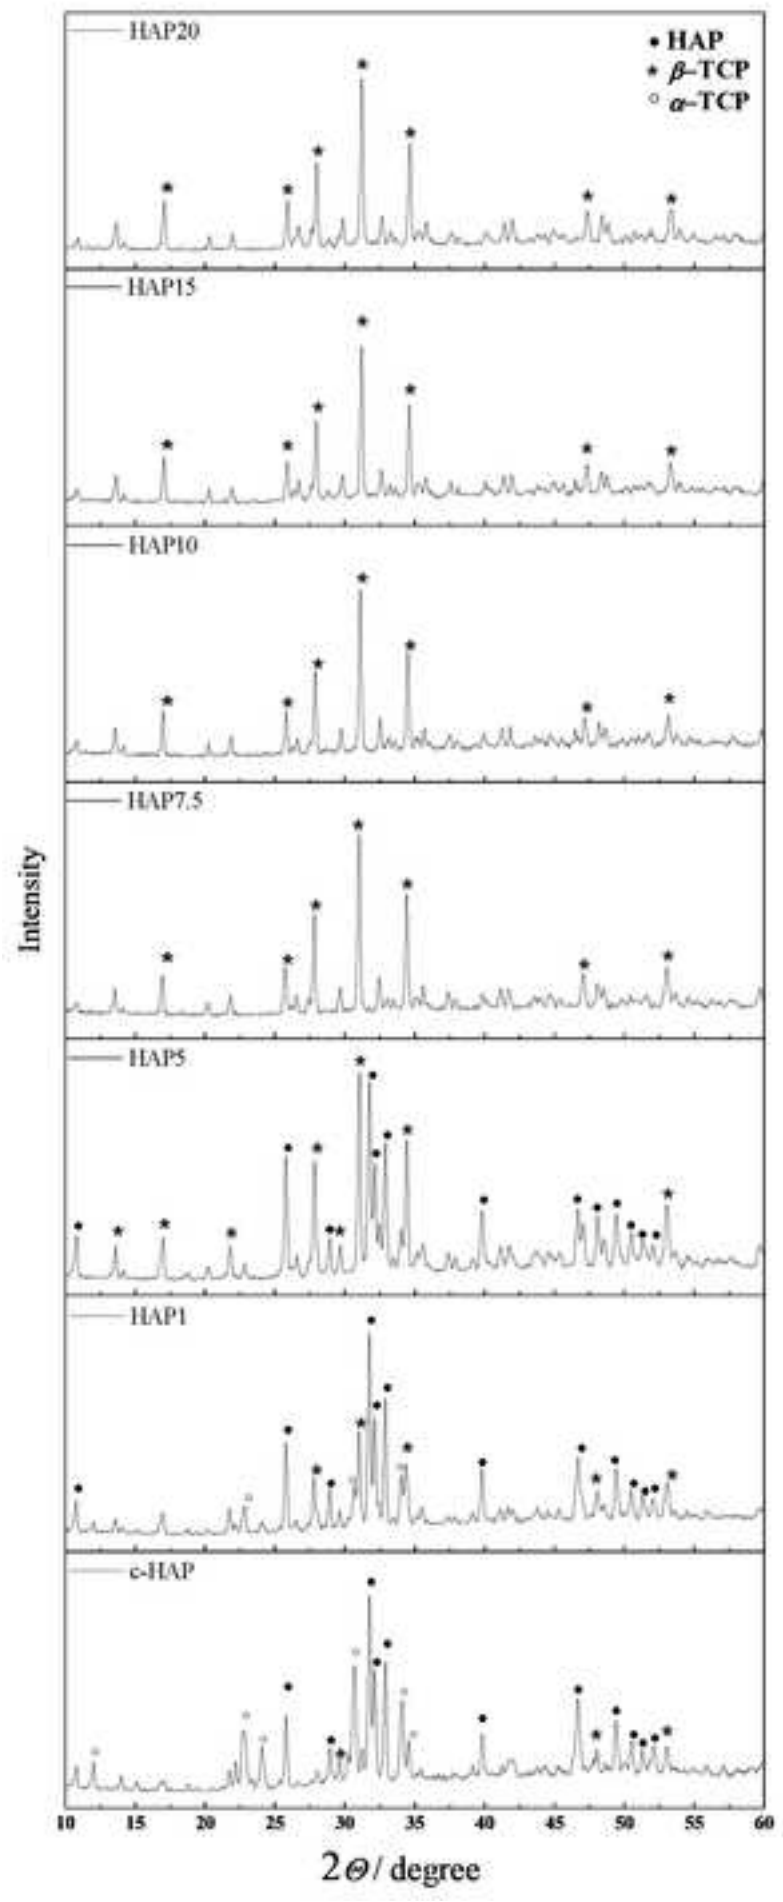 HAP20
● HAP
★ β–TCP
○ α–TCP
HAP15
HAP10
HAP7.5
Intensity
HAP5
HAP1
c-HAP
10 15 20 25 30 35 40 45 50 55 60
2Θ / degree